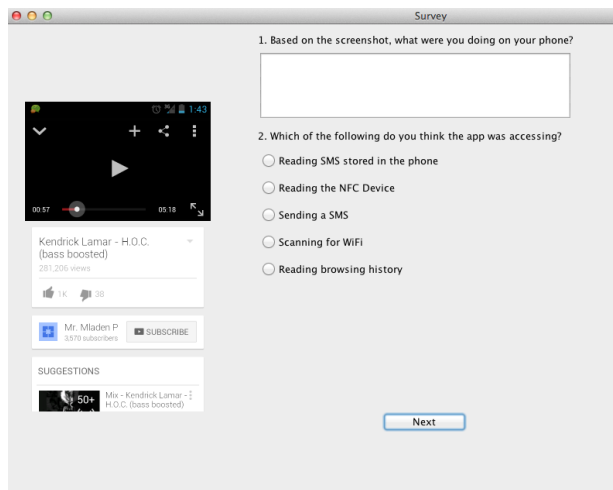 Survey
1. Based on the screenshot, what were you doing on your phone?
2. Which of the following do you think the app was accessing?
Reading SMS stored in the phone
Reading the NFC Device
Sending a SMS
Scanning for WiFi
Reading browsing history
Next
1:43
00:57
05:18
Kendrick Lamar - H.O.C.
(bass boosted)
281,206 views
1K 38
Mr. Mladen P
3,570 subscribers
SUBSCRIBE
SUGGESTIONS
50+
Mix - Kendrick Lamar -
H.O.C. (bass boosted)